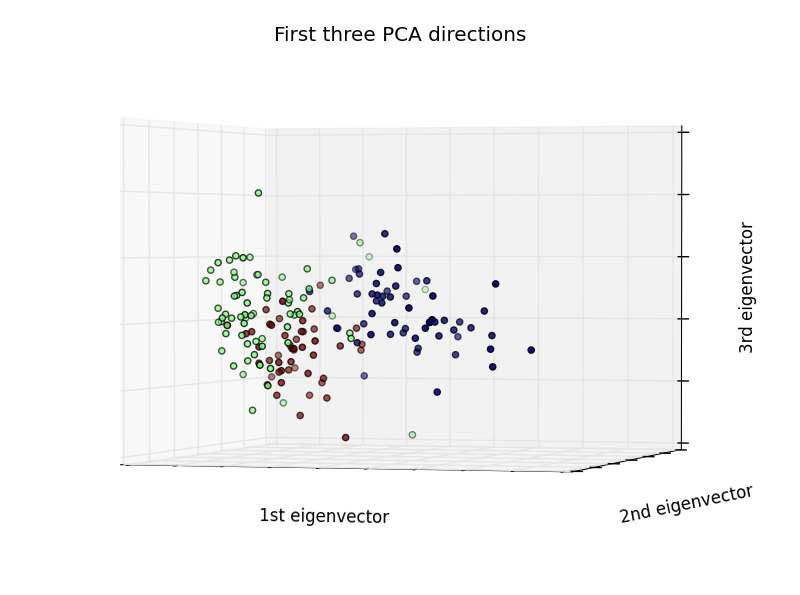 First three PCA directions
3rd eigenvector
2nd eigenvector
1st eigenvector